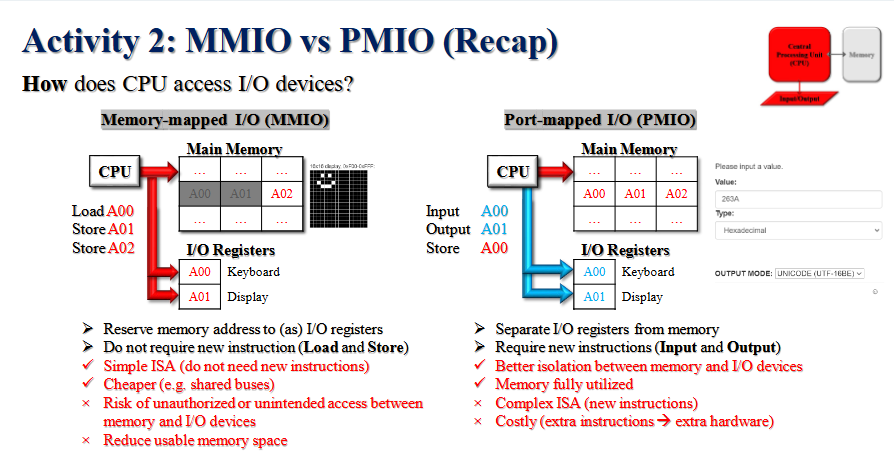 Activity 2: MMIO vs PMIO (Recap)
How does CPU access I/O devices?
Central
Processing Unit
(CPU)
Memory
Input/Output
Memory-mapped I/O (MMIO)
Main Memory
CPU
... ... ...
A00 A01 A02
... ... ...
16x16 display: 0xF00-0xFFF:
Load A00
Store A01
Store A02
I/O Registers
A00 Keyboard
A01 Display
➢ Reserve memory address to (as) I/O registers
➢ Do not require new instruction (Load and Store)
✓ Simple ISA (do not need new instructions)
✓ Cheaper (e.g. shared buses)
× Risk of unauthorized or unintended access between
memory and I/O devices
× Reduce usable memory space
Port-mapped I/O (PMIO)
Main Memory
CPU
... ... ...
A00 A01 A02
... ... ...
Input A00
Output A01
Store A00
I/O Registers
A00 Keyboard
A01 Display
➢ Separate I/O registers from memory
➢ Require new instructions (Input and Output)
✓ Better isolation between memory and I/O devices
✓ Memory fully utilized
× Complex ISA (new instructions)
× Costly (extra instructions → extra hardware)
Please input a value.
Value:
263A
Type:
Hexadecimal
OUTPUT MODE: UNICODE (UTF-16BE)
☺